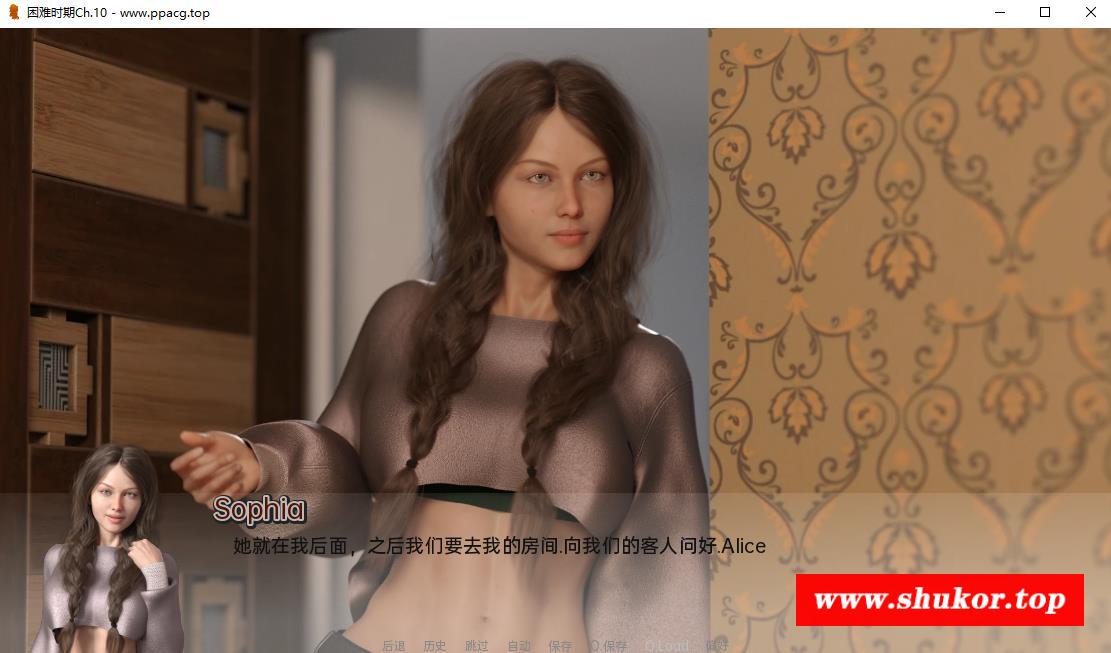 困难时期Ch.10 - www.ppacg.top
Sophia
她就在我后面，之后我们要去我的房间.向我们的客人问好.Alice
www.shukor.top
后退 历史 跳过 自动 保存 Q.保存 Q.Load 偏好